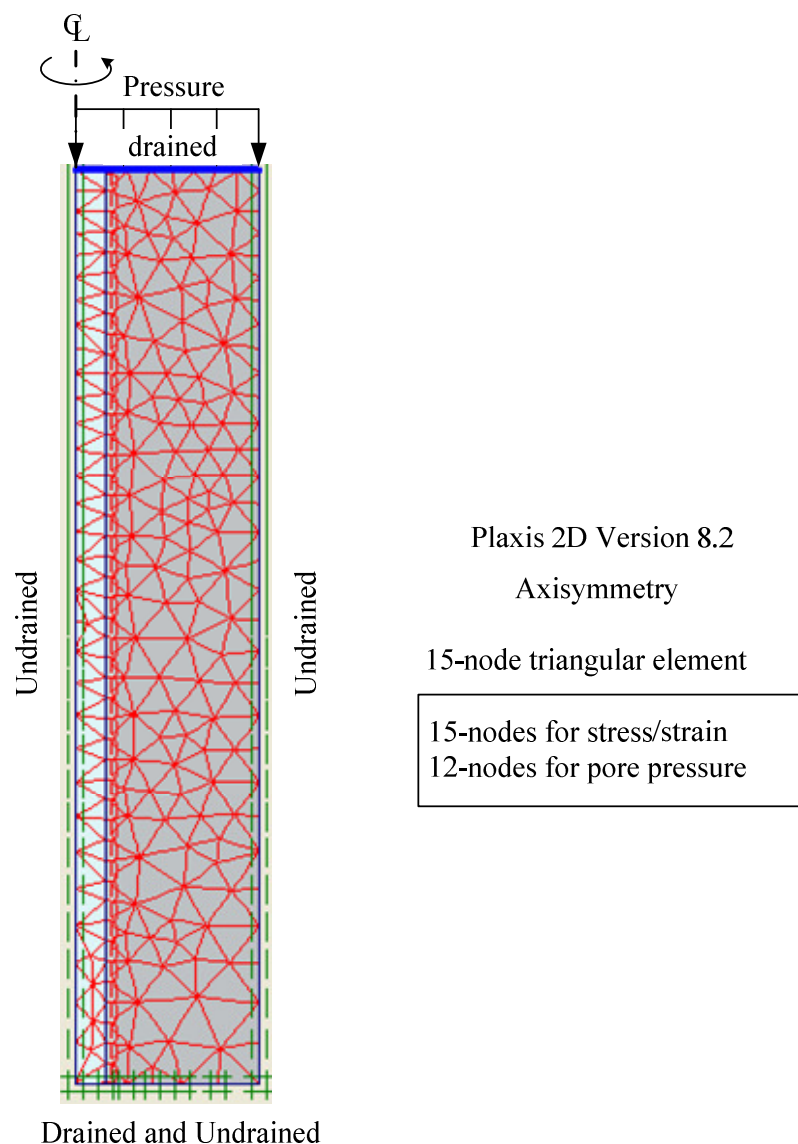 ℄
Pressure
drained
Undrained
Undrained
Plaxis 2D Version 8.2
Axisymmetry
15-node triangular element
15-nodes for stress/strain
12-nodes for pore pressure
Drained and Undrained